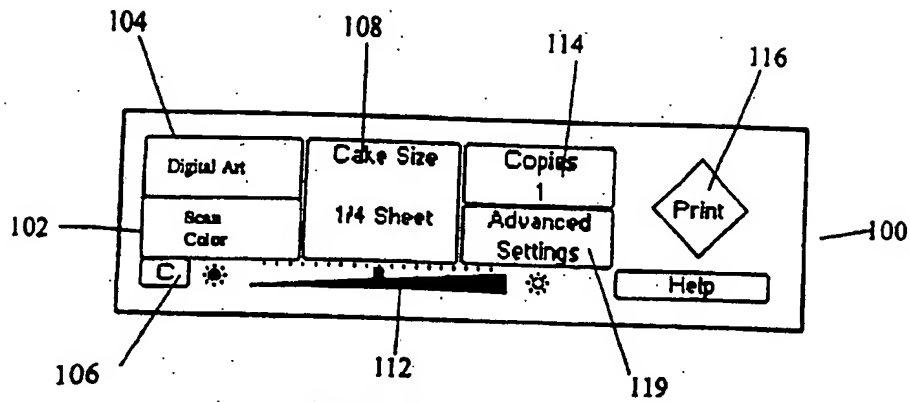 104
108
114
116
Digital Art
Cake Size
Copies
1
Print
102
Scan
Color
1/4 Sheet
Advanced
Settings
100
C
Help
106
112
119